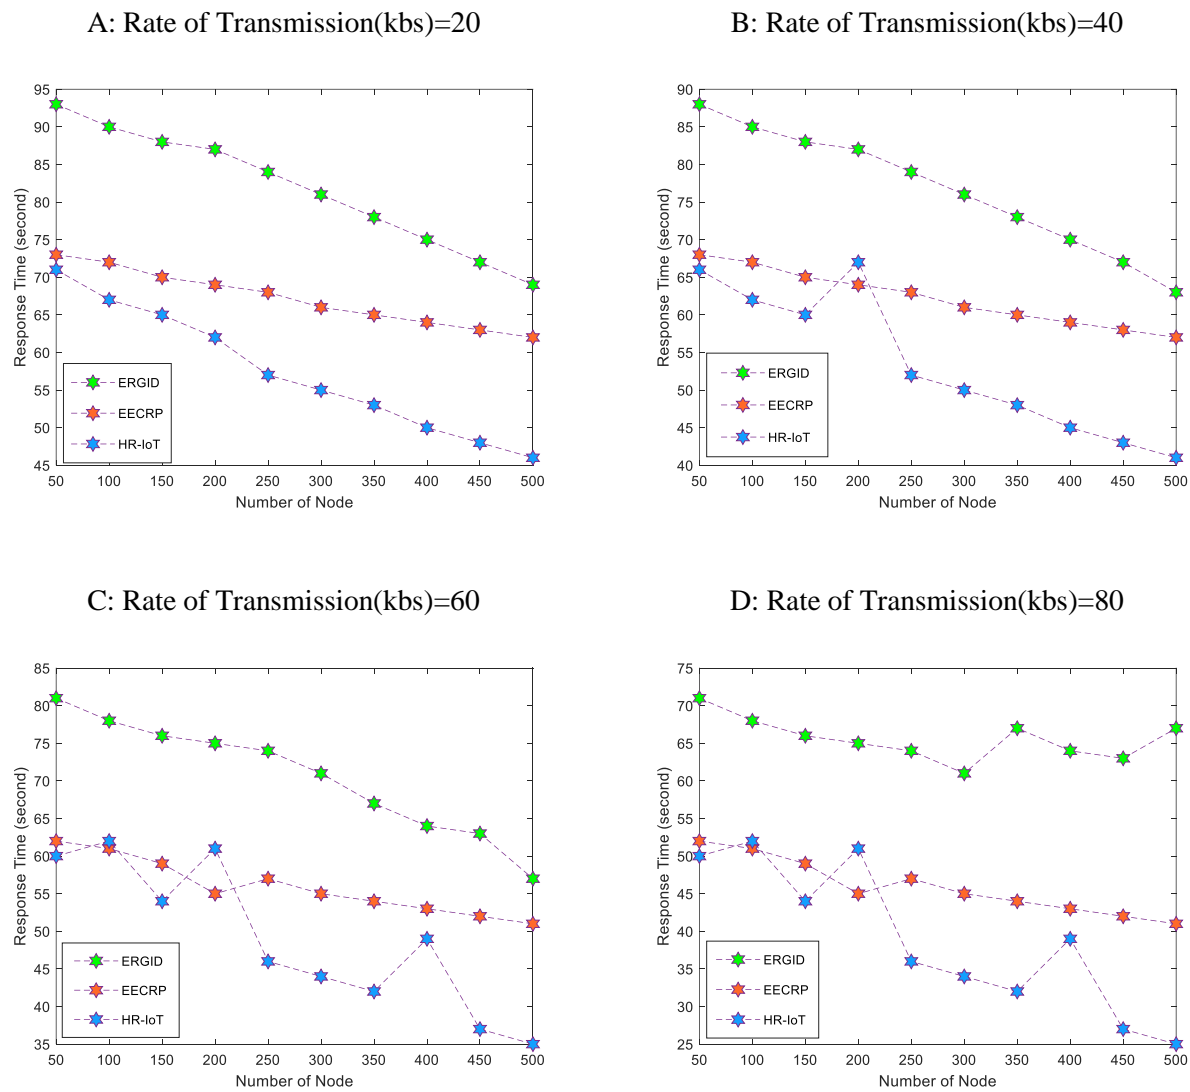 A: Rate of Transmission(kbs)=20
95
90
85
80
75
70
65
60
55
50
45
Response Time (second)
ERGID
EECRP
HR-IoT
50 100 150 200 250 300 350 400 450 500
Number of Node
B: Rate of Transmission(kbs)=40
90
85
80
75
70
65
60
55
50
45
40
Response Time (second)
ERGID
EECRP
HR-IoT
50 100 150 200 250 300 350 400 450 500
Number of Node
C: Rate of Transmission(kbs)=60
85
80
75
70
65
60
55
50
45
40
35
Response Time (second)
ERGID
EECRP
HR-IoT
50 100 150 200 250 300 350 400 450 500
Number of Node
D: Rate of Transmission(kbs)=80
75
70
65
60
55
50
45
40
35
30
25
Response Time (second)
ERGID
EECRP
HR-IoT
50 100 150 200 250 300 350 400 450 500
Number of Node